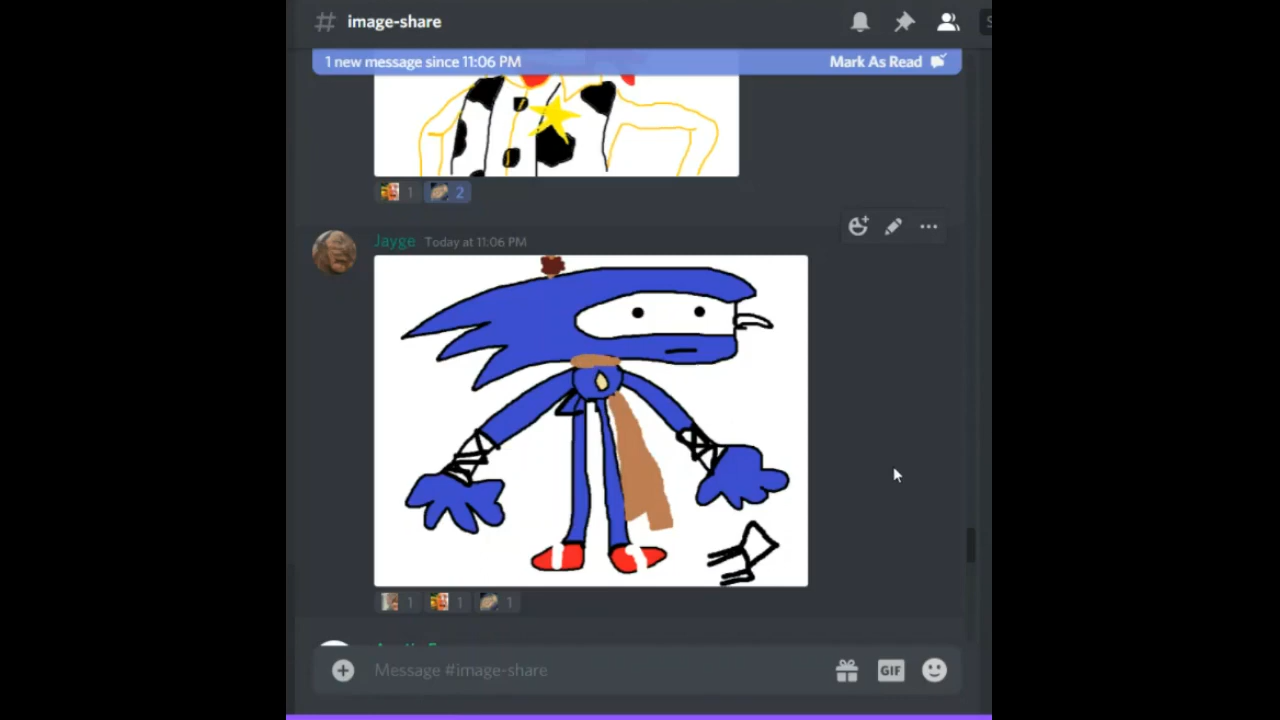 image-share
1 new message since 11:06 PM
Mark As Read
1
2
Jayge Today at 11:06 PM
1
1
1
Message #image-share
GIF